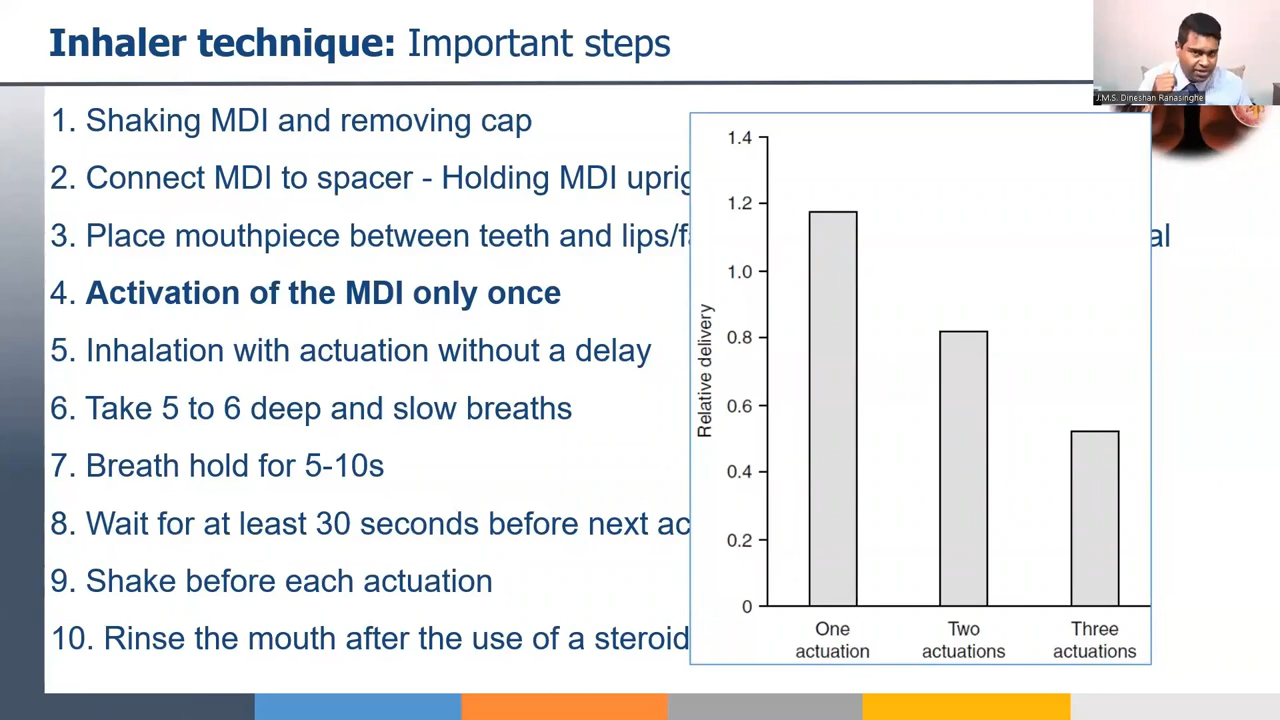 Inhaler technique: Important steps
J.M.S. Dineshan Ranasinghe
1. Shaking MDI and removing cap
2. Connect MDI to spacer - Holding MDI uprig
3. Place mouthpiece between teeth and lips/fa al
4. Activation of the MDI only once
5. Inhalation with actuation without a delay
6. Take 5 to 6 deep and slow breaths
7. Breath hold for 5-10s
8. Wait for at least 30 seconds before next ac
9. Shake before each actuation
10. Rinse the mouth after the use of a steroid
Relative delivery
1.4
1.2
1.0
0.8
0.6
0.4
0.2
0
One actuation
Two actuations
Three actuations